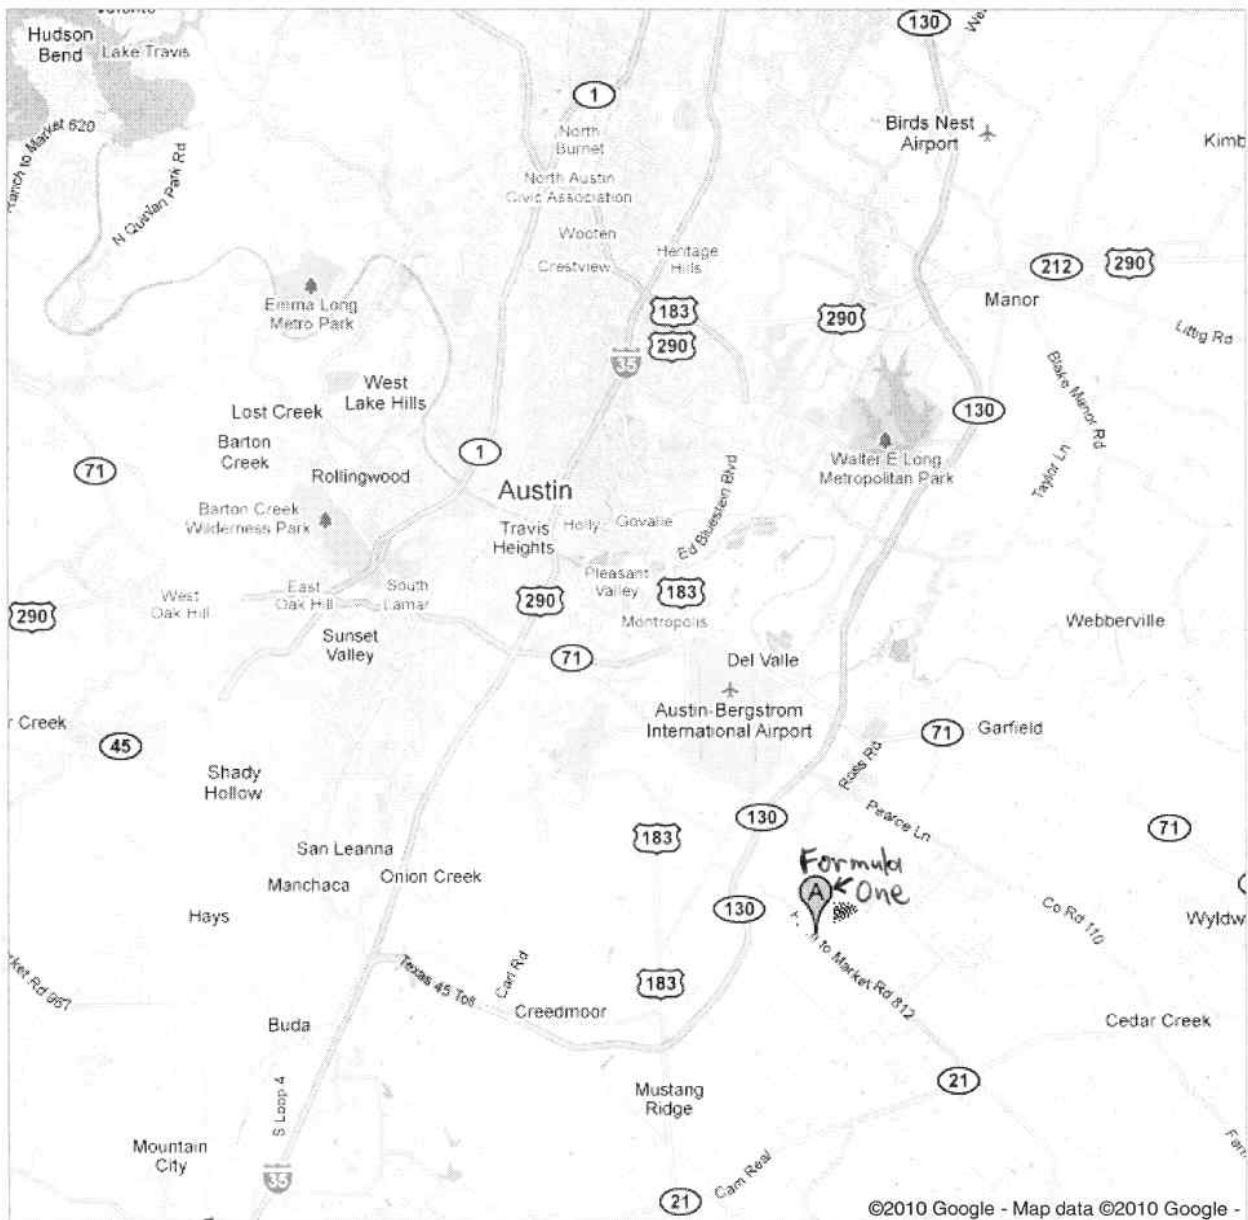 Hudson
Bend
Lake Travis
130
1
North
Burnet
Birds Nest
Airport
Ranch to Market 620
N Quinlan Park Rd
North Austin
Civic Association
Wooten
Crestview
Heritage
Hills
212
290
Manor
Emma Long
Metro Park
183
290
290
35
Littig Rd
Blake Manor Rd
West
Lake Hills
Lost Creek
130
Barton
Creek
71
Rollingwood
1
Walter E Long
Metropolitan Park
Taylor Ln
Austin
Barton Creek
Wilderness Park
Travis
Heights
Holly
Govalle
Ed Bluestein Blvd
Pleasant
Valley
183
290
West
Oak Hill
East
Oak Hill
South
Lamar
290
Montropolis
Webberville
Sunset
Valley
71
Del Valle
Austin-Bergstrom
International Airport
r Creek
45
71
Garfield
Ross Rd
Shady
Hollow
Pearce Ln
130
71
183
San Leanna
Manchaca
Onion Creek
Formula
One
A
130
Hays
Co Rd 110
Wyldw
to Market Rd 812
Texas 45 Toll
Carl Rd
183
rket Rd 967
Creedmoor
Buda
Cedar Creek
21
Mustang
Ridge
S Loop 4
Mountain
City
35
Cam Real
21
©2010 Google - Map data ©2010 Google -